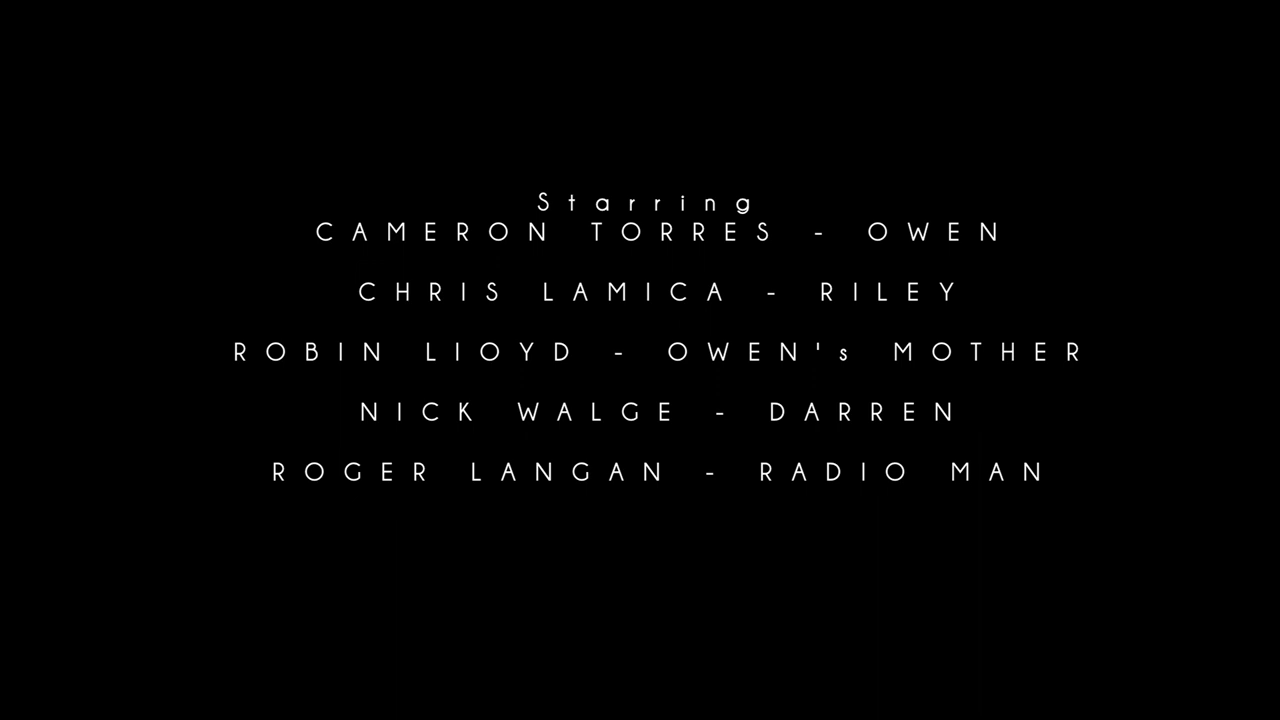 Starring
CAMERON TORRES - OWEN
CHRIS LAMICA - RILEY
ROBIN LIOYD - OWEN's MOTHER
NICK WALGE - DARREN
ROGER LANGAN - RADIO MAN